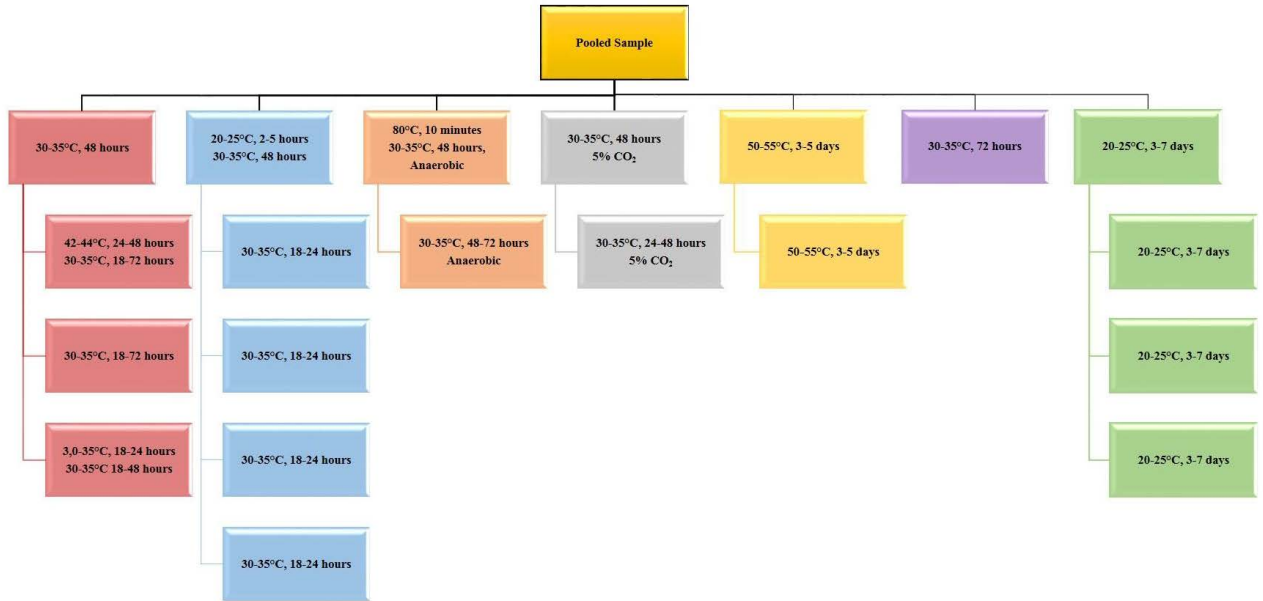 Pooled Sample
30-35°C, 48 hours
20-25°C, 2-5 hours
30-35°C, 48 hours
80°C, 10 minutes
30-35°C, 48 hours,
Anaerobic
30-35°C, 48 hours
5% CO₂
50-55°C, 3-5 days
30-35°C, 72 hours
20-25°C, 3-7 days
42-44°C, 24-48 hours
30-35°C, 18-72 hours
30-35°C, 18-24 hours
30-35°C, 48-72 hours
Anaerobic
30-35°C, 24-48 hours
5% CO₂
50-55°C, 3-5 days
20-25°C, 3-7 days
30-35°C, 18-72 hours
30-35°C, 18-24 hours
20-25°C, 3-7 days
3,0-35°C, 18-24 hours
30-35°C 18-48 hours
30-35°C, 18-24 hours
20-25°C, 3-7 days
30-35°C, 18-24 hours